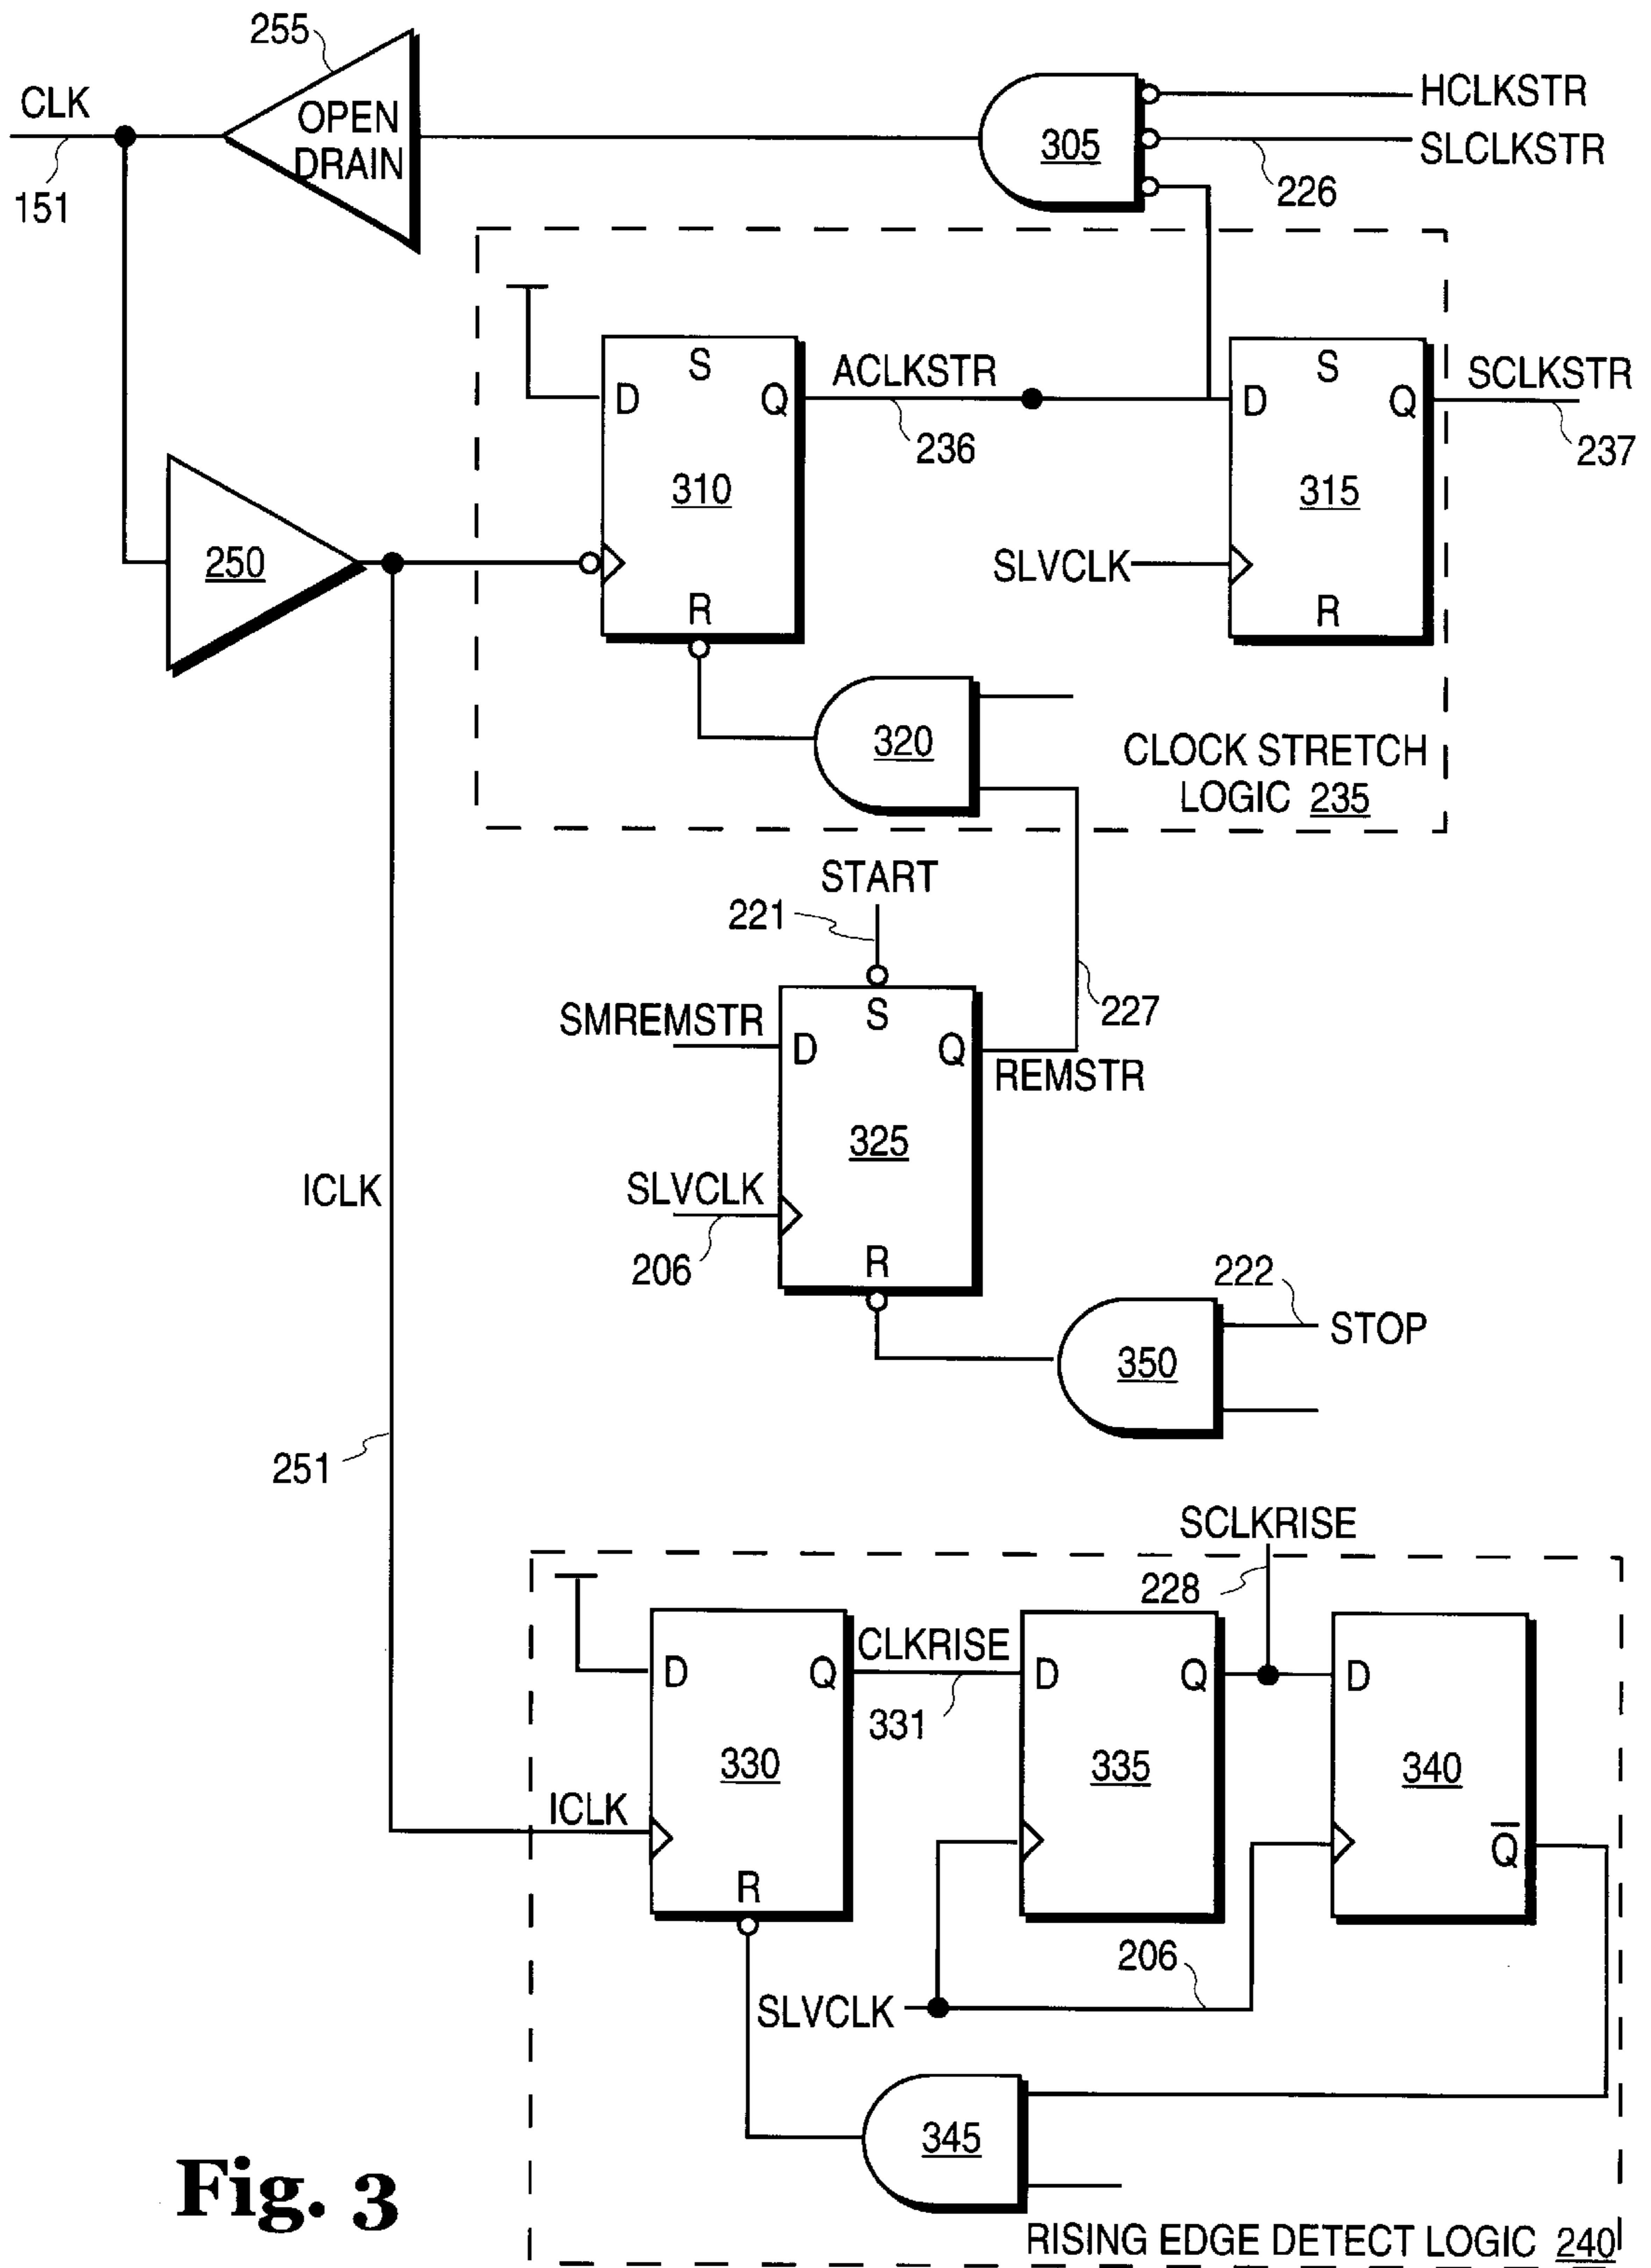 255
CLK
OPEN
DRAIN
151
305
HCLKSTR
SLCLKSTR
226
S
D
Q
310
R
ACLKSTR
236
S
D
Q
315
R
SCLKSTR
237
SLVCLK
250
320
CLOCK STRETCH
LOGIC 235
START
221
227
SMREMSTR
S
D
Q
REMSTR
325
ICLK
SLVCLK
206
R
222
STOP
350
251
SCLKRISE
228
D
Q
330
R
CLKRISE
331
D
Q
335
D
340
Q̅
ICLK
206
SLVCLK
345
Fig. 3
RISING EDGE DETECT LOGIC 240